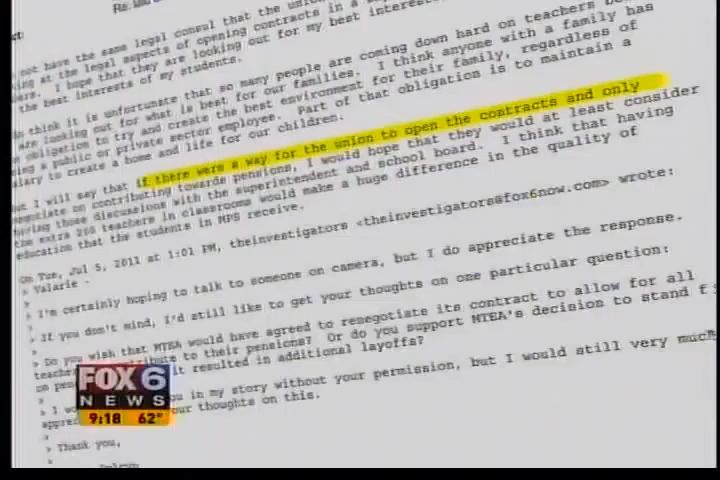 Re:
not have the same legal consul that the union
at the legal aspects of opening contracts in a
I hope that they are looking out for my best interest
the best interests of my students.
think it is unfortunate that so many people are coming down hard on teachers
are looking out for what is best for our families. I think anyone with a family has
obligation to try and create the best environment for their family, regardless of
a public or private sector employee. Part of that obligation is to maintain a
to create a home and life for our children.
I will say that if there were a way for the union to open the contracts and only
on contributing towards pensions, I would hope that they would at least consider
having those discussions with the superintendent and school board. I think that having
the extra 250 teachers in classrooms would make a huge difference in the quality of
education that the students in MPS receive.
On Tue, Jul 5, 2011 at 1:01 PM, theinvestigators <theinvestigators@fox6now.com> wrote:
> Valarie -
>
> I'm certainly hoping to talk to someone on camera, but I do appreciate the response.
>
> If you don't mind, I'd still like to get your thoughts on one particular question:
>
> Do you wish that MTEA would have agreed to renegotiate its contract to allow for all
to their pensions? Or do you support MTEA's decision to stand
it resulted in additional layoffs?
>
> I you in my story without your permission, but I would still very much
your thoughts on this.
>
> Thank you,
>
FOX 6
NEWS
9:18 62°